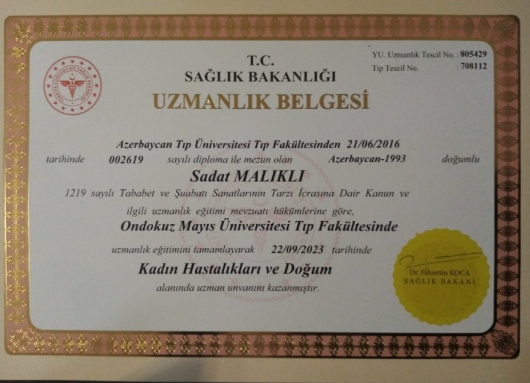 T.C.
SAĞLIK BAKANLIĞI
UZMANLIK BELGESİ
YU. Uzmanlık Tescil No. : 805429
Tıp Tescil No. : 708112
Azerbaycan Tıp Üniversitesi Tıp Fakültesinden 21/06/2016
tarihinde 002619 sayılı diploma ile mezun olan Azerbaycan-1993 doğumlu
Sadat MALIKLI
1219 sayılı Tababet ve Şuabatı Sanatlarının Tarzı İcrasına Dair Kanun ve
ilgili uzmanlık eğitimi mevzuatı hükümlerine göre,
Ondokuz Mayıs Üniversitesi Tıp Fakültesinde
uzmanlık eğitimini tamamlayarak 22/09/2023 tarihinde
Kadın Hastalıkları ve Doğum
alanında uzman unvanını kazanmıştır.
Dr. Fahrettin KOCA
SAĞLIK BAKANI